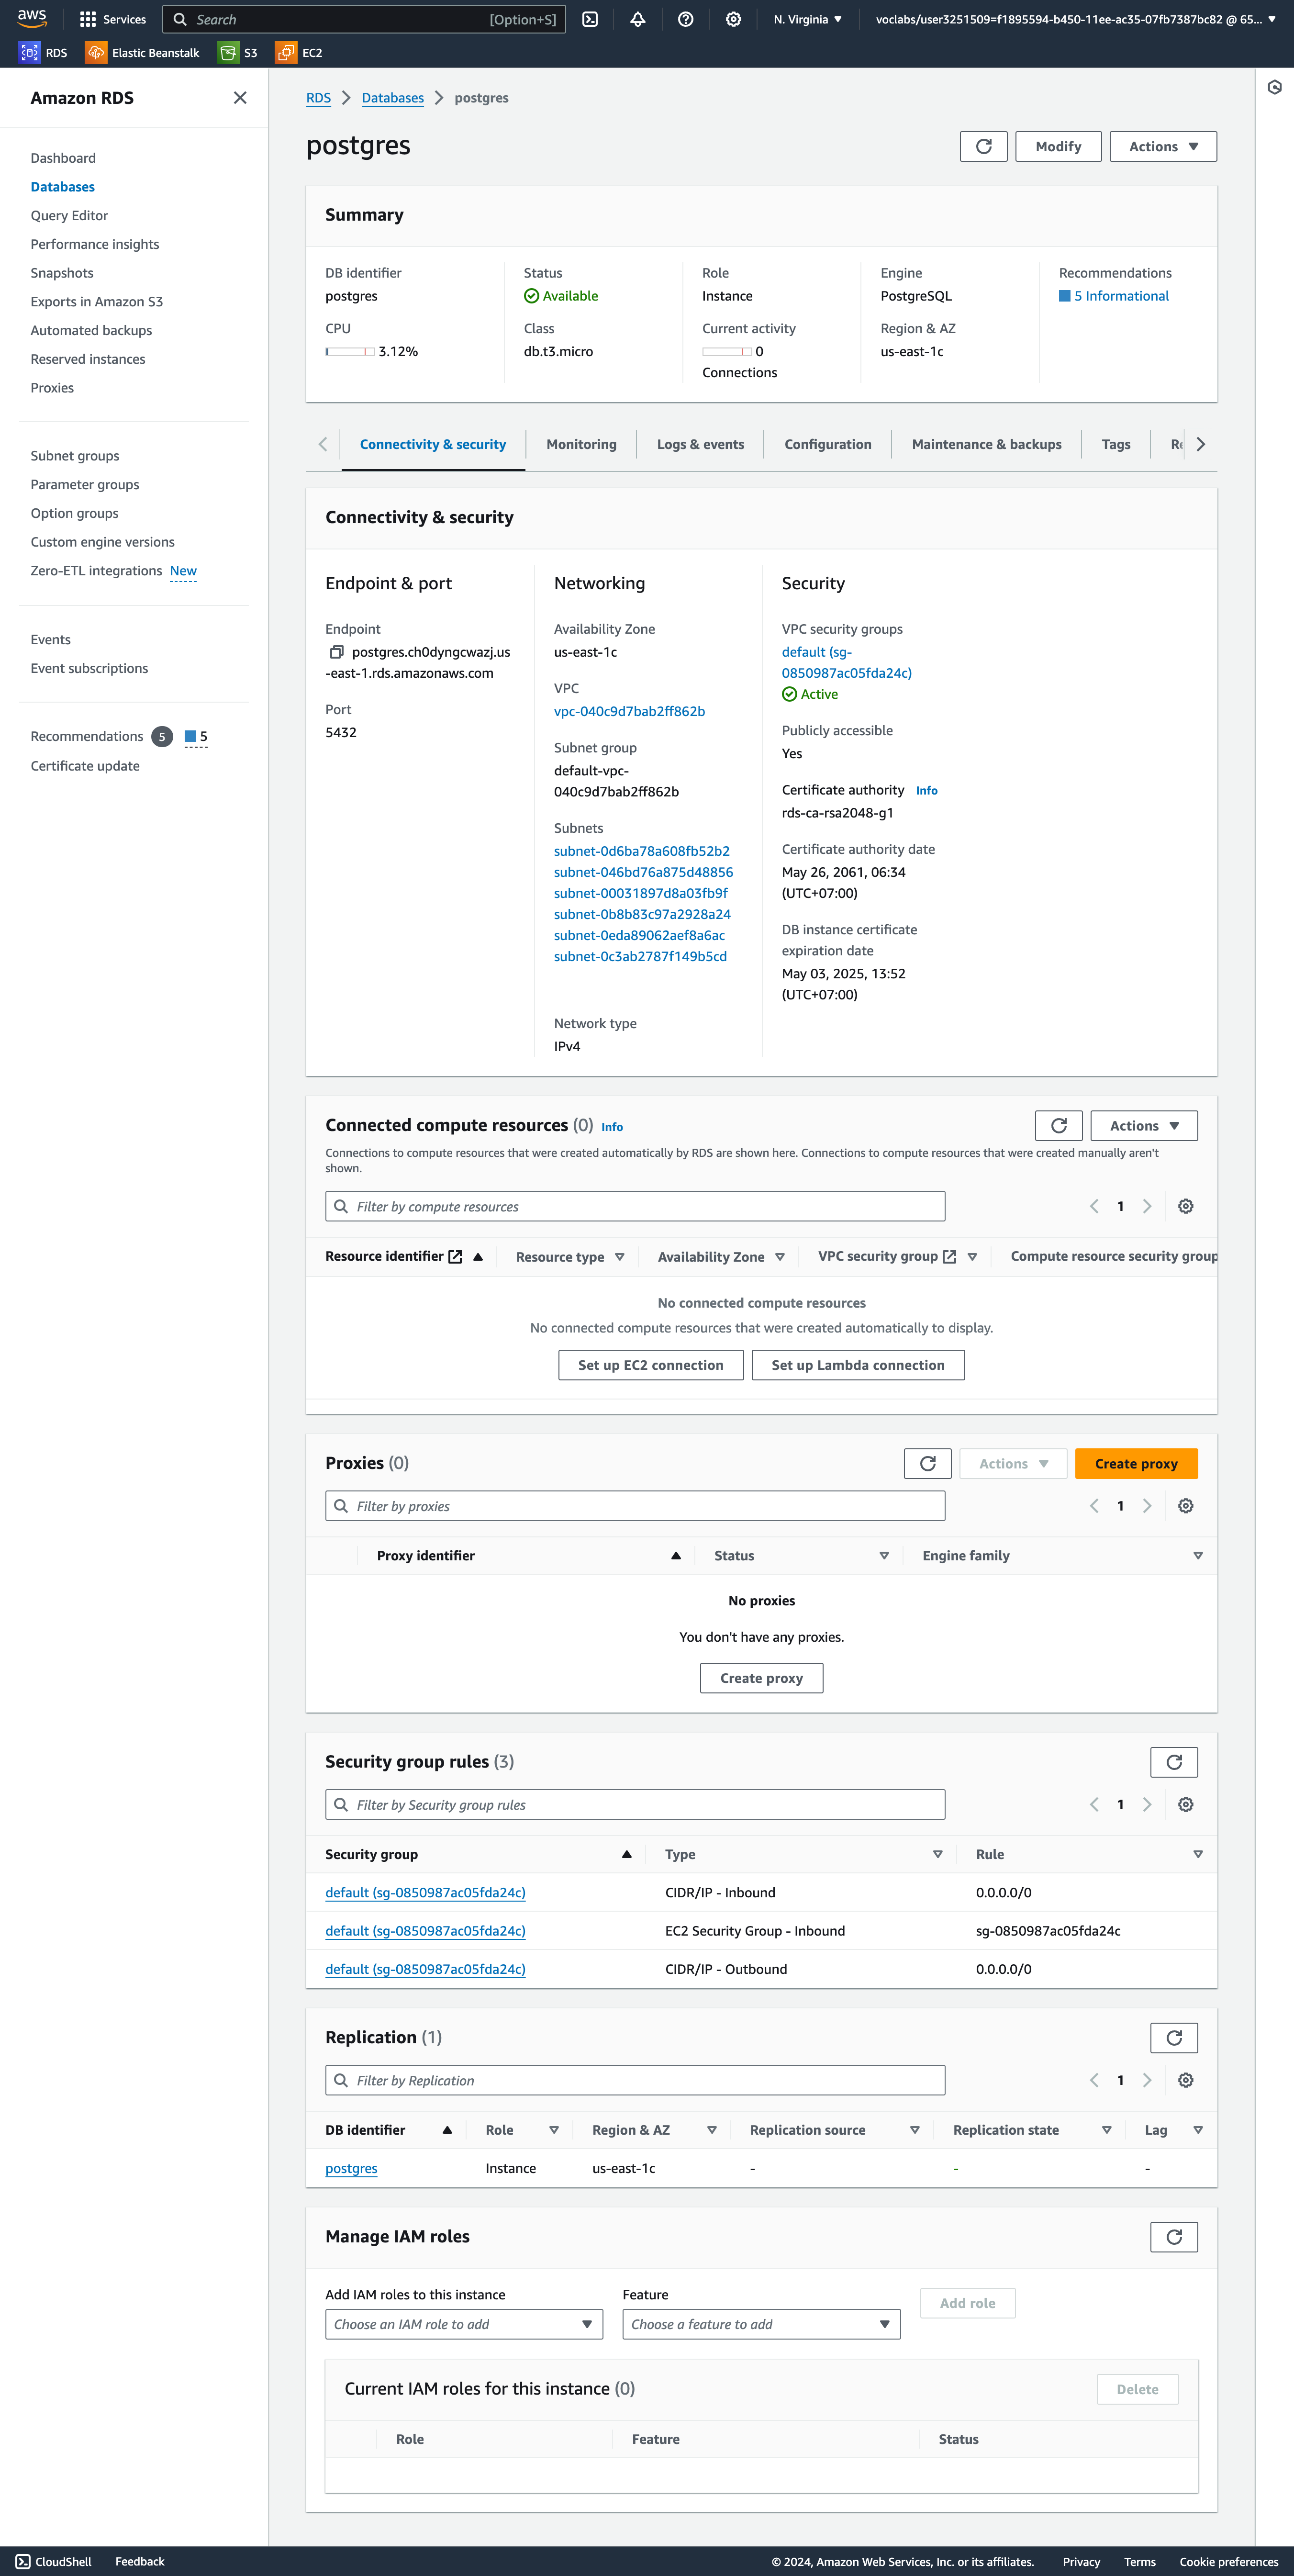 aws
Services
Search [Option+S]
N. Virginia
voclabs/user3251509=f1895594-b450-11ee-ac35-07fb7387bc82 @ 65...
RDS
Elastic Beanstalk
S3
EC2
Amazon RDS
Dashboard
Databases
Query Editor
Performance insights
Snapshots
Exports in Amazon S3
Automated backups
Reserved instances
Proxies
Subnet groups
Parameter groups
Option groups
Custom engine versions
Zero-ETL integrations New
Events
Event subscriptions
Recommendations 5 5
Certificate update
RDS > Databases > postgres
postgres
Modify
Actions
Summary
DB identifier
postgres
CPU
3.12%
Status
Available
Class
db.t3.micro
Role
Instance
Current activity
0
Connections
Engine
PostgreSQL
Region & AZ
us-east-1c
Recommendations
5 Informational
Connectivity & security
Monitoring
Logs & events
Configuration
Maintenance & backups
Tags
Connectivity & security
Endpoint & port
Endpoint
postgres.ch0dyngcwazj.us
-east-1.rds.amazonaws.com
Port
5432
Networking
Availability Zone
us-east-1c
VPC
vpc-040c9d7bab2ff862b
Subnet group
default-vpc-
040c9d7bab2ff862b
Subnets
subnet-0d6ba78a608fb52b2
subnet-046bd76a875d48856
subnet-00031897d8a03fb9f
subnet-0b8b83c97a2928a24
subnet-0eda89062aef8a6ac
subnet-0c3ab2787f149b5cd
Network type
IPv4
Security
VPC security groups
default (sg-
0850987ac05fda24c)
Active
Publicly accessible
Yes
Certificate authority Info
rds-ca-rsa2048-g1
Certificate authority date
May 26, 2061, 06:34
(UTC+07:00)
DB instance certificate
expiration date
May 03, 2025, 13:52
(UTC+07:00)
Connected compute resources (0) Info
Actions
Connections to compute resources that were created automatically by RDS are shown here. Connections to compute resources that were created manually aren't
shown.
Filter by compute resources
1
Resource identifier Resource type Availability Zone VPC security group Compute resource security group
No connected compute resources
No connected compute resources that were created automatically to display.
Set up EC2 connection
Set up Lambda connection
Proxies (0)
Actions
Create proxy
Filter by proxies
1
Proxy identifier Status Engine family
No proxies
You don't have any proxies.
Create proxy
Security group rules (3)
Filter by Security group rules
1
Security group Type Rule
default (sg-0850987ac05fda24c) CIDR/IP - Inbound 0.0.0.0/0
default (sg-0850987ac05fda24c) EC2 Security Group - Inbound sg-0850987ac05fda24c
default (sg-0850987ac05fda24c) CIDR/IP - Outbound 0.0.0.0/0
Replication (1)
Filter by Replication
1
DB identifier Role Region & AZ Replication source Replication state Lag
postgres Instance us-east-1c - - -
Manage IAM roles
Add IAM roles to this instance
Choose an IAM role to add
Feature
Choose a feature to add
Add role
Current IAM roles for this instance (0)
Delete
Role Feature Status
CloudShell
Feedback
© 2024, Amazon Web Services, Inc. or its affiliates.
Privacy
Terms
Cookie preferences